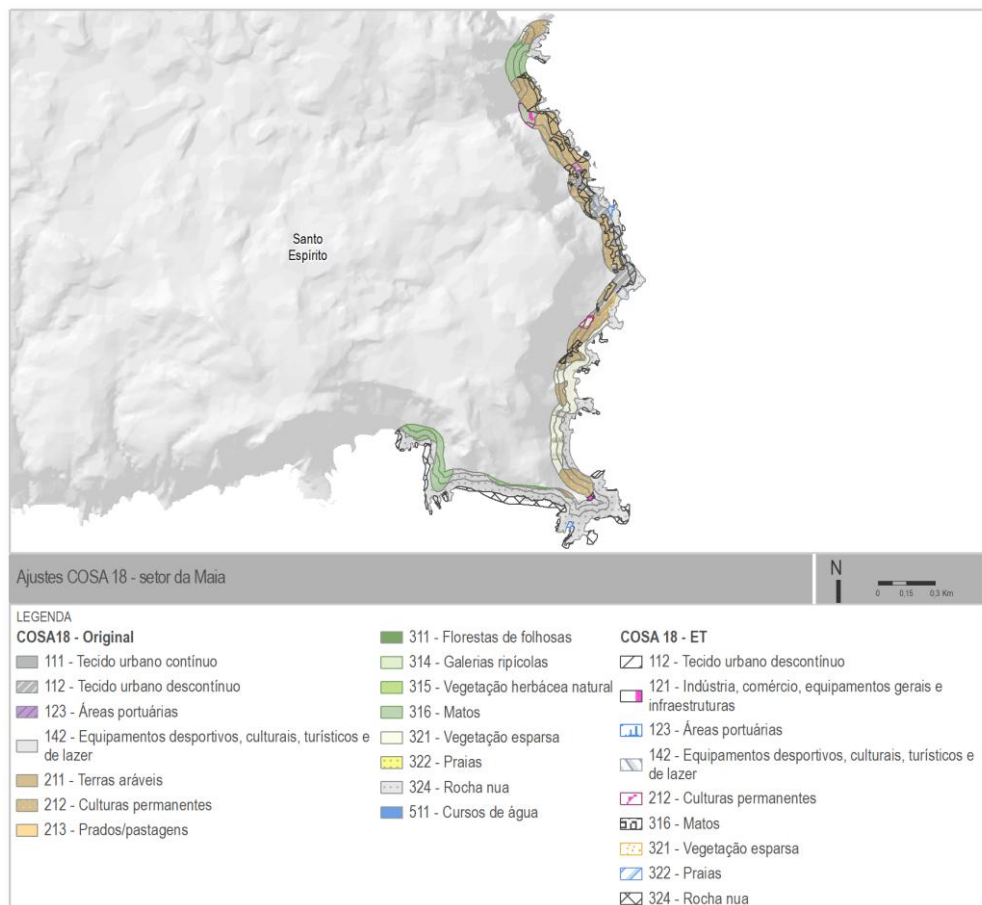 Santo
Espírito
Ajustes COSA 18 - setor da Maia
N
0 0,15 0,3 Km
LEGENDA
COSA18 - Original
111 - Tecido urbano contínuo
112 - Tecido urbano descontínuo
123 - Áreas portuárias
142 - Equipamentos desportivos, culturais, turísticos e
de lazer
211 - Terras aráveis
212 - Culturas permanentes
213 - Prados/pastagens
311 - Florestas de folhosas
314 - Galerias ripícolas
315 - Vegetação herbácea natural
316 - Matos
321 - Vegetação esparsa
322 - Praias
324 - Rocha nua
511 - Cursos de água
COSA 18 - ET
112 - Tecido urbano descontínuo
121 - Indústria, comércio, equipamentos gerais e
infraestruturas
123 - Áreas portuárias
142 - Equipamentos desportivos, culturais, turísticos e
de lazer
212 - Culturas permanentes
316 - Matos
321 - Vegetação esparsa
322 - Praias
324 - Rocha nua